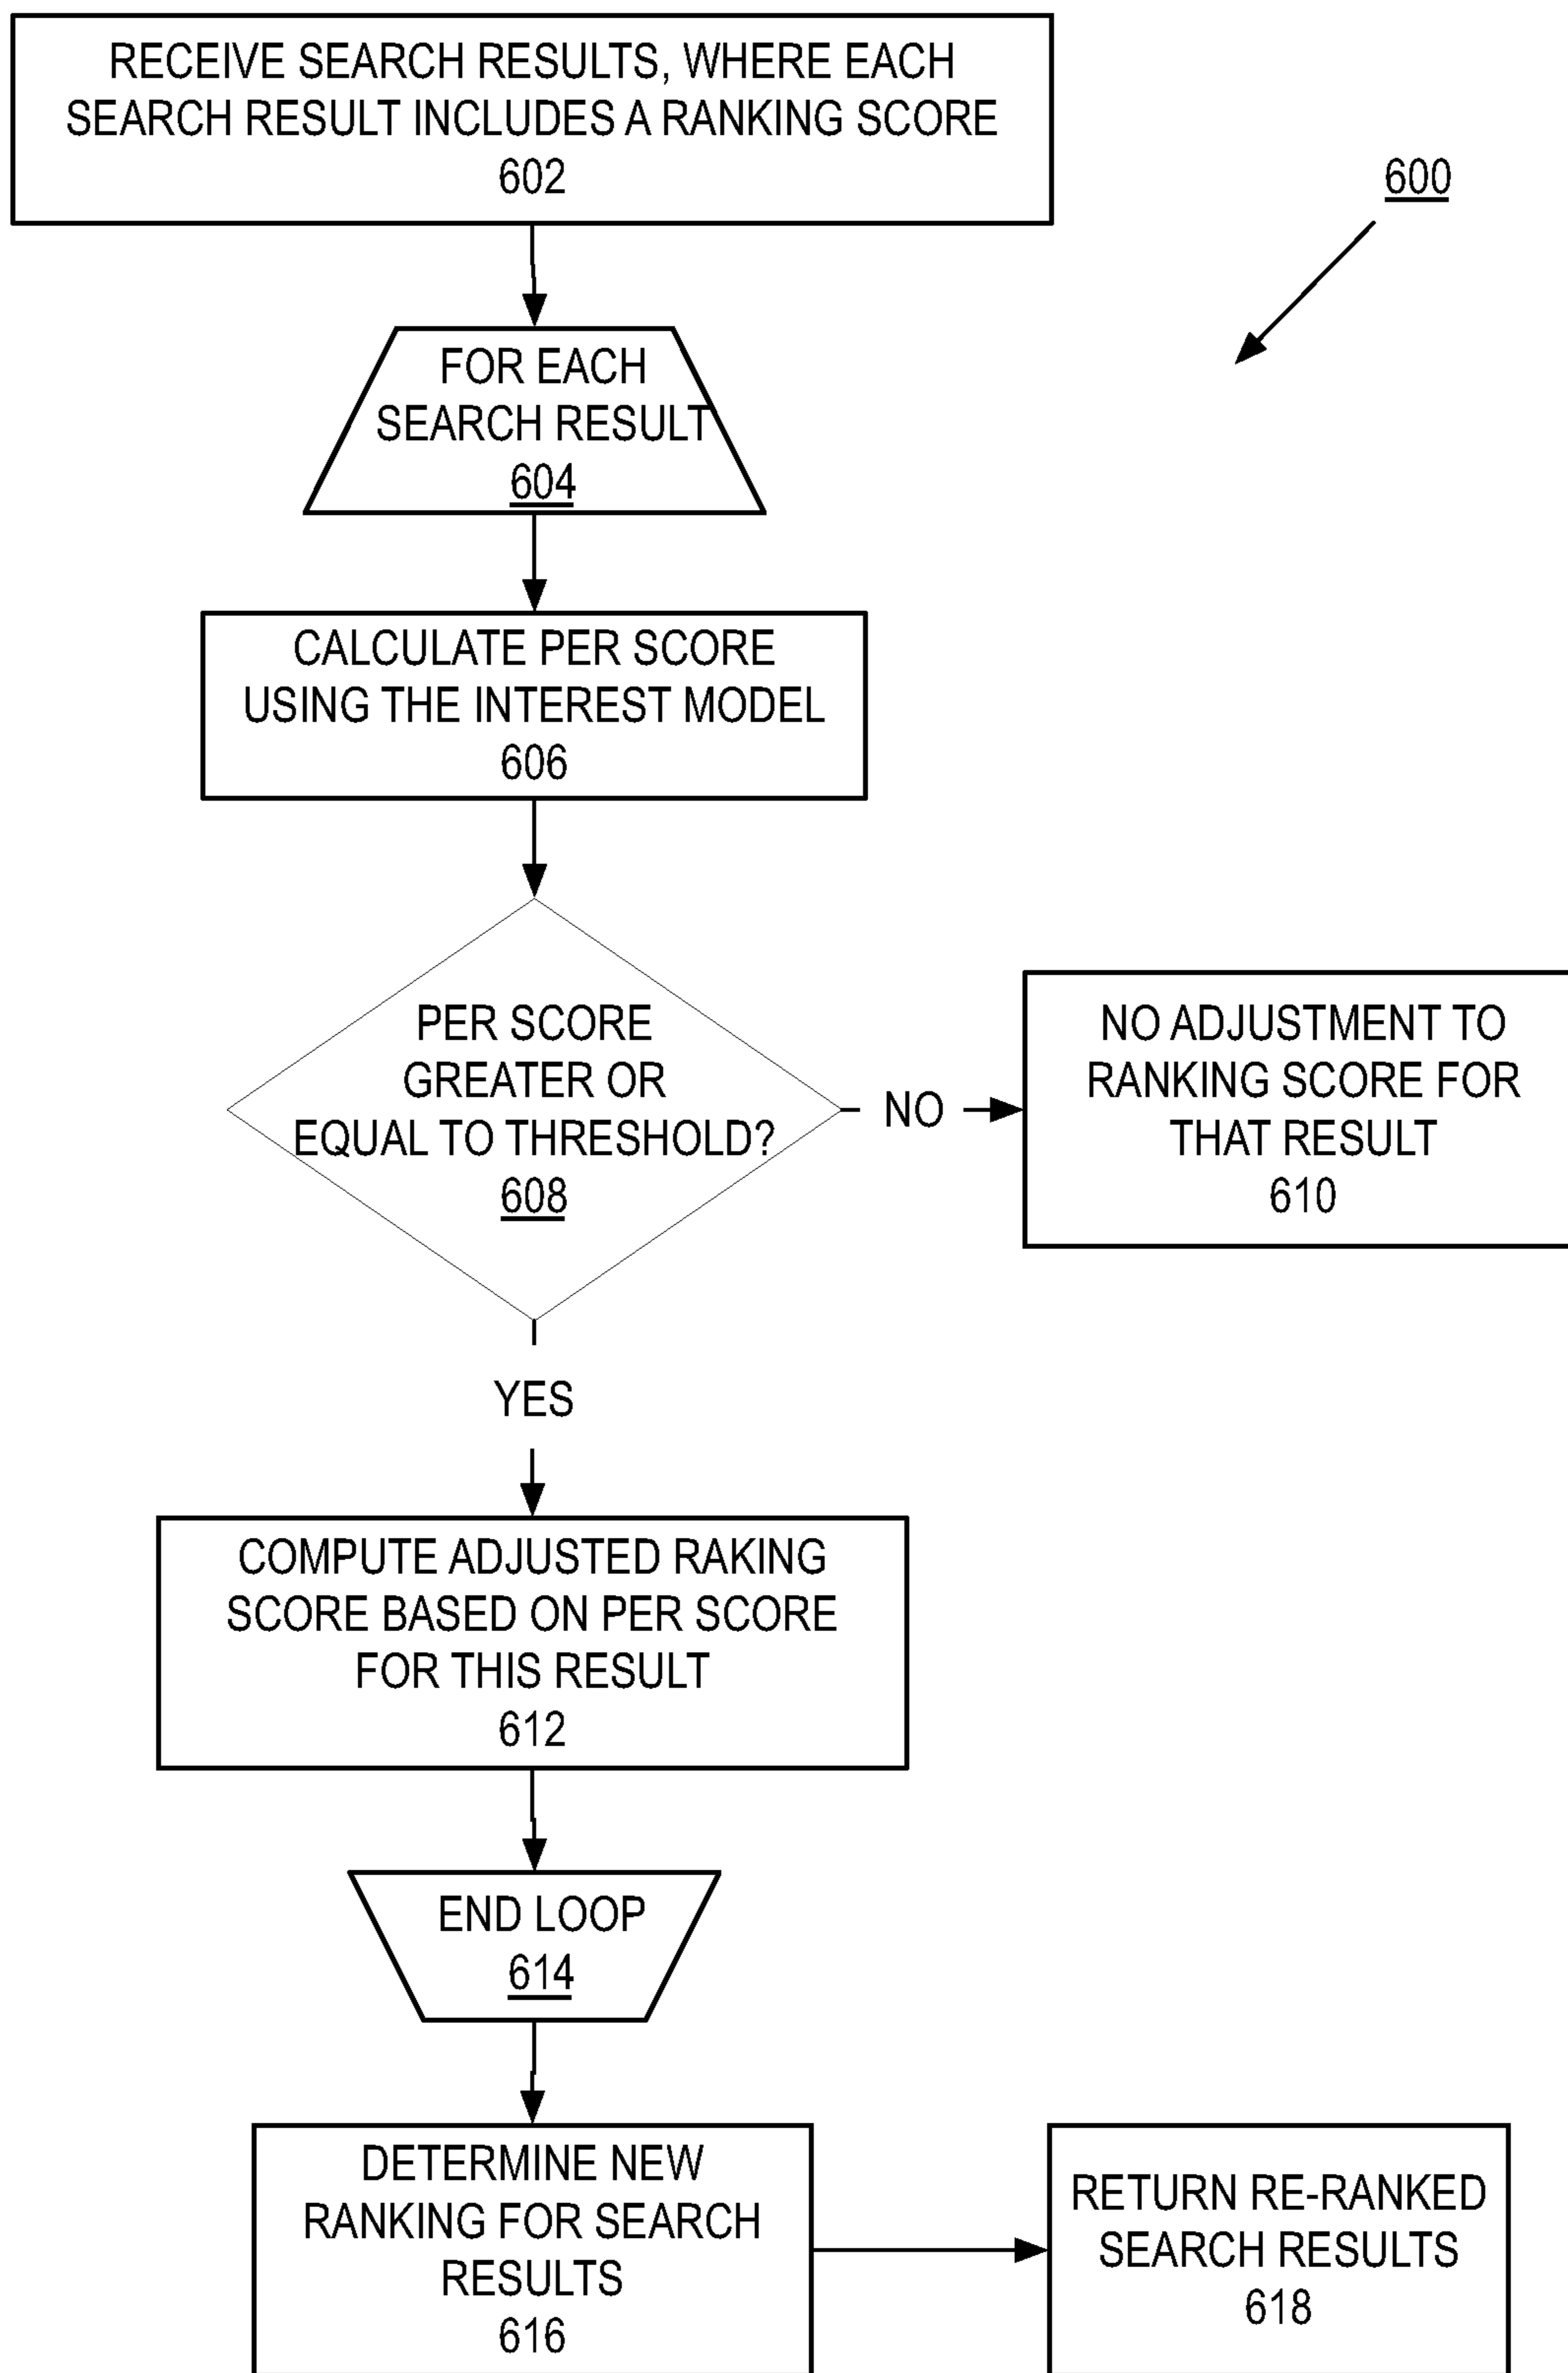 RECEIVE SEARCH RESULTS, WHERE EACH
SEARCH RESULT INCLUDES A RANKING SCORE
602
600
FOR EACH
SEARCH RESULT
604
CALCULATE PER SCORE
USING THE INTEREST MODEL
606
PER SCORE
GREATER OR
EQUAL TO THRESHOLD?
608
NO
NO ADJUSTMENT TO
RANKING SCORE FOR
THAT RESULT
610
YES
COMPUTE ADJUSTED RAKING
SCORE BASED ON PER SCORE
FOR THIS RESULT
612
END LOOP
614
DETERMINE NEW
RANKING FOR SEARCH
RESULTS
616
RETURN RE-RANKED
SEARCH RESULTS
618